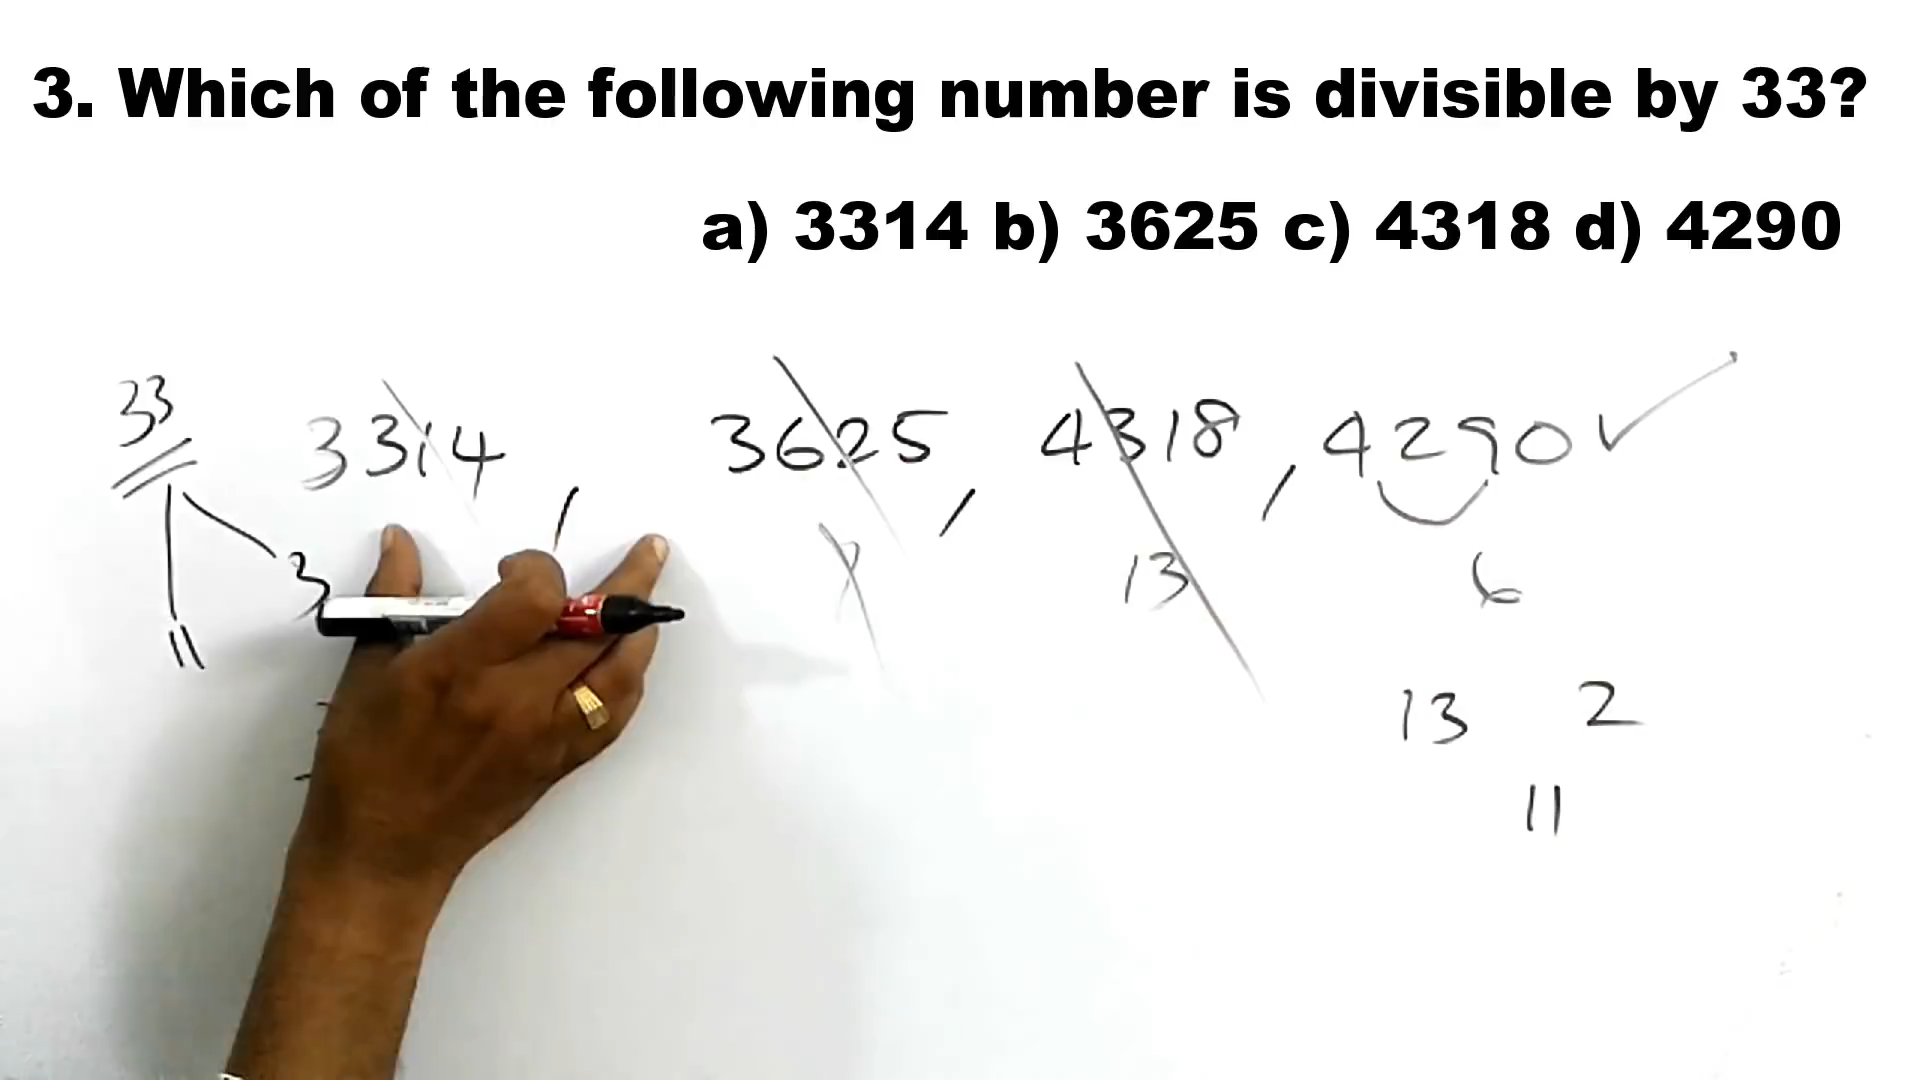 3. Which of the following number is divisible by 33?
a) 3314 b) 3625 c) 4318 d) 4290
33 3314 , 3625 , 4318 , 4290 ✓
3 13 6
11
13 2
11